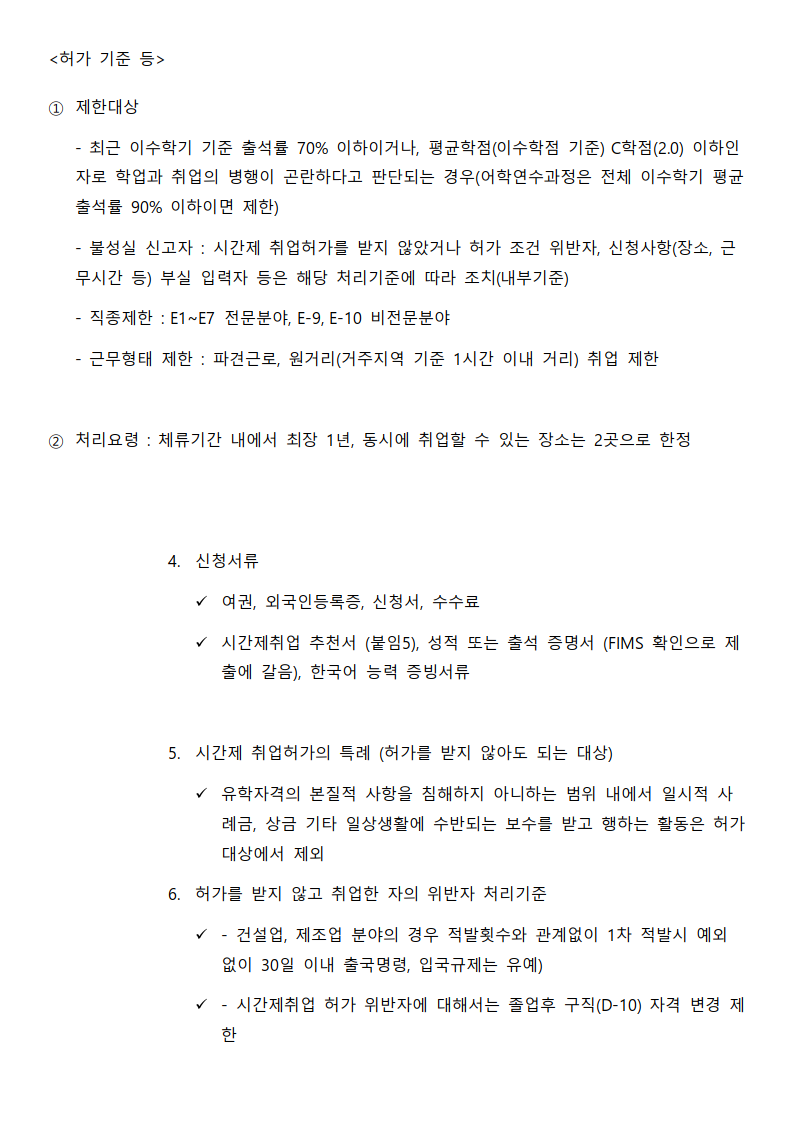 <허가 기준 등>
① 제한대상
- 최근 이수학기 기준 출석률 70% 이하이거나, 평균학점(이수학점 기준) C학점(2.0) 이하인
자로 학업과 취업의 병행이 곤란하다고 판단되는 경우(어학연수과정은 전체 이수학기 평균
출석률 90% 이하이면 제한)
- 불성실 신고자 : 시간제 취업허가를 받지 않았거나 허가 조건 위반자, 신청사항(장소, 근
무시간 등) 부실 입력자 등은 해당 처리기준에 따라 조치(내부기준)
- 직종제한 : E1~E7 전문분야, E-9, E-10 비전문분야
- 근무형태 제한 : 파견근로, 원거리(거주지역 기준 1시간 이내 거리) 취업 제한
② 처리요령 : 체류기간 내에서 최장 1년, 동시에 취업할 수 있는 장소는 2곳으로 한정
4. 신청서류
✓ 여권, 외국인등록증, 신청서, 수수료
✓ 시간제취업 추천서 (붙임5), 성적 또는 출석 증명서 (FIMS 확인으로 제
출에 갈음), 한국어 능력 증빙서류
5. 시간제 취업허가의 특례 (허가를 받지 않아도 되는 대상)
✓ 유학자격의 본질적 사항을 침해하지 아니하는 범위 내에서 일시적 사
례금, 상금 기타 일상생활에 수반되는 보수를 받고 행하는 활동은 허가
대상에서 제외
6. 허가를 받지 않고 취업한 자의 위반자 처리기준
✓ - 건설업, 제조업 분야의 경우 적발횟수와 관계없이 1차 적발시 예외
없이 30일 이내 출국명령, 입국규제는 유예)
✓ - 시간제취업 허가 위반자에 대해서는 졸업후 구직(D-10) 자격 변경 제
한